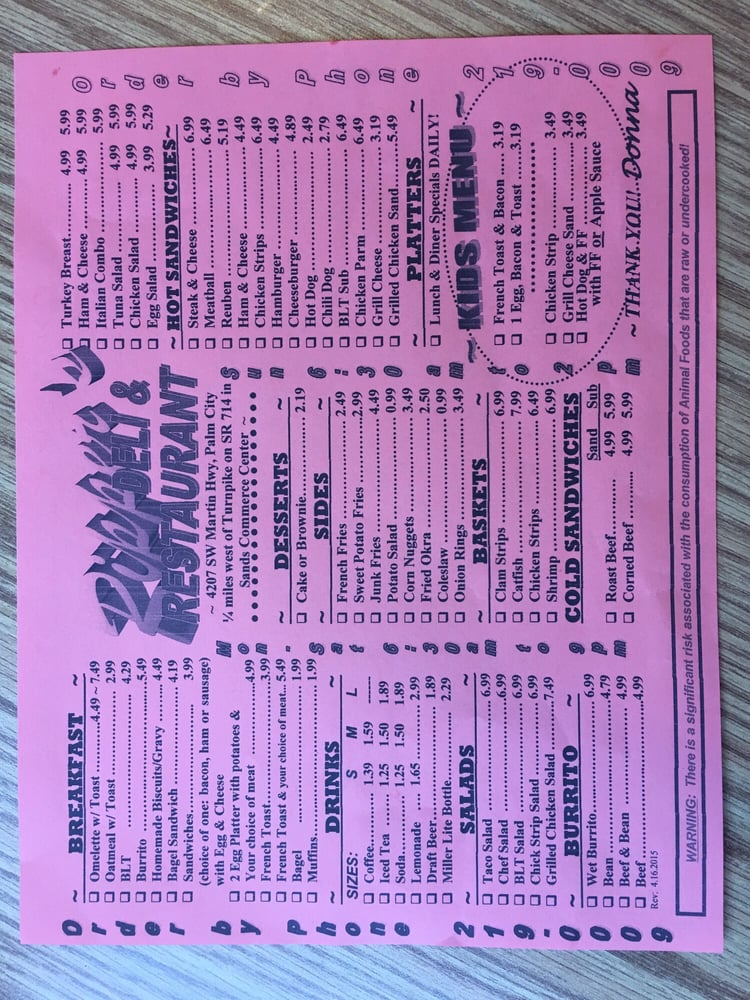 Order by Phone 219-0009
~ BREAKFAST ~
Omelette w/ Toast ....4.49 ~ 7.49
Oatmeal w/ Toast ............. 2.99
BLT ................................ 4.29
Burrito ............................5.49
Homemade Biscuits/Gravy ..... 4.49
Bagel Sandwich ................. 4.19
Sandwiches...................... 3.99
(choice of one: bacon, ham or sausage)
with Egg & Cheese
2 Egg Platter with potatoes &
Your choice of meat ............4.99
French Toast.....................3.99
French Toast & your choice of meat... 5.49
Bagel ............................. 1.99
Muffins............................1.99
~ DRINKS ~
SIZES: S M L
Coffee........... 1.39 1.59 ------
Iced Tea ........ 1.25 1.50 1.89
Soda.............. 1.25 1.50 1.89
Lemonade ... 1.65................ 2.99
Draft Beer........................1.89
Miller Lite Bottle............... 2.29
~ SALADS ~
Taco Salad ...................... 6.99
Chef Salad ...................... 6.99
BLT Salad ....................... 6.99
Chick Strip Salad .............. 6.99
Grilled Chicken Salad .........7.49
~ BURRITO ~
Wet Burrito..................... 6.99
Bean ..............................4.79
Beef & Bean .................... 4.99
Beef...............................4.99
Rev: 4.16.2015
Mon-Sat 6:30am to 9pm
DELI &
RESTAURANT
~ 4207 SW Martin Hwy, Palm City
¼ miles west of Turnpike on SR 714 in
Sands Commerce Center ~
~ DESSERTS ~
Cake or Brownie................ 2.19
~ SIDES ~
French Fries .................... 2.49
Sweet Potato Fries .............2.99
Junk Fries ....................... 4.49
Potato Salad .................... 0.99
Corn Nuggets ................... 3.49
Fried Okra ...................... 2.50
Coleslaw ......................... 0.99
Onion Rings .................... 3.49
~ BASKETS ~
Clam Strips ..................... 6.99
Catfish ........................... 7.99
Chicken Strips ................. 6.49
Shrimp ........................... 6.99
COLD SANDWICHES
Sand Sub
Roast Beef............ 4.99 5.99
Corned Beef .......... 4.99 5.99
Sun 6:30am to 2pm
Turkey Breast......... 4.99 5.99
Ham & Cheese ....... 4.99 5.99
Italian Combo ................ 5.99
Tuna Salad ........... 4.99 5.99
Chicken Salad ....... 4.99 5.99
Egg Salad ............. 3.99 5.29
~ HOT SANDWICHES ~
Steak & Cheese ................ 6.99
Meatball ......................... 6.49
Reuben ........................... 5.19
Ham & Cheese ................. 4.49
Chicken Strips ................. 6.49
Hamburger ..................... 4.49
Cheeseburger .................. 4.89
Hot Dog ......................... 2.49
Chili Dog ........................ 2.79
BLT Sub ......................... 6.49
Chicken Parm .................. 6.49
Grill Cheese .................... 3.19
Grilled Chicken Sand......... 5.49
~ PLATTERS ~
Lunch & Diner Specials DAILY!
~ KIDS MENU ~
French Toast & Bacon .... 3.19
1 Egg, Bacon & Toast ..... 3.19
Chicken Strip ............... 3.49
Grill Cheese Sand .......... 3.49
Hot Dog & FF ............... 3.49
with FF or Apple Sauce
~ THANK YOU!! Donna
Order by Phone 219-0009
WARNING: There is a significant risk associated with the consumption of Animal Foods that are raw or undercooked!